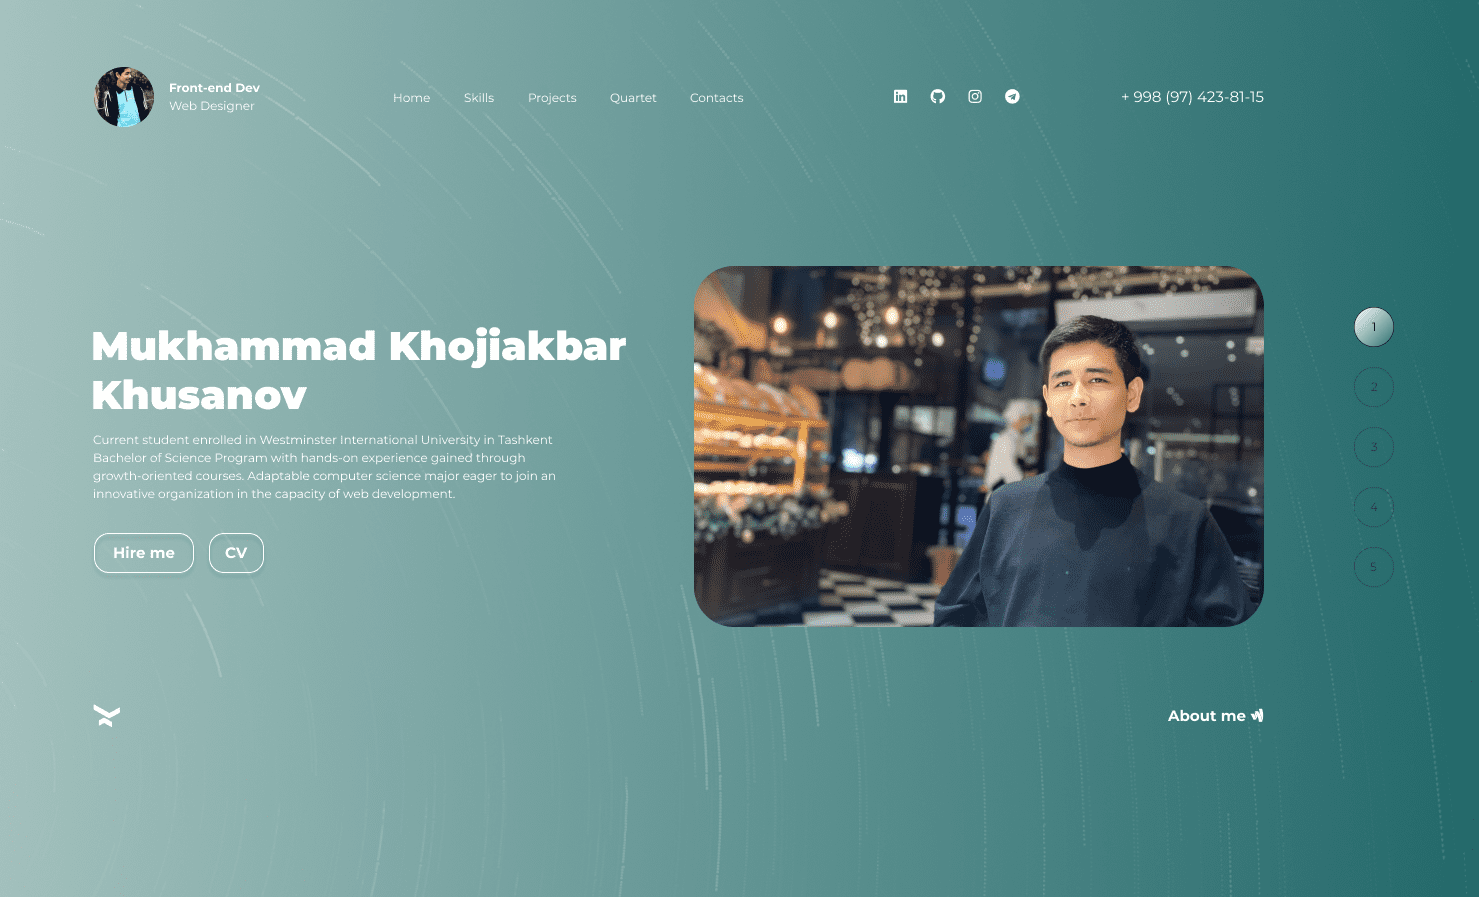 Front-end Dev
Web Designer
Home
Skills
Projects
Quartet
Contacts
+ 998 (97) 423-81-15
Mukhammad Khojiakbar
Khusanov
Current student enrolled in Westminster International University in Tashkent
Bachelor of Science Program with hands-on experience gained through
growth-oriented courses. Adaptable computer science major eager to join an
innovative organization in the capacity of web development.
Hire me
CV
1
2
3
4
5
About me